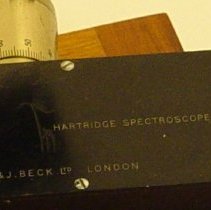 HARTRIDGE SPECTROSCOPE
& J. BECK LTD LONDON